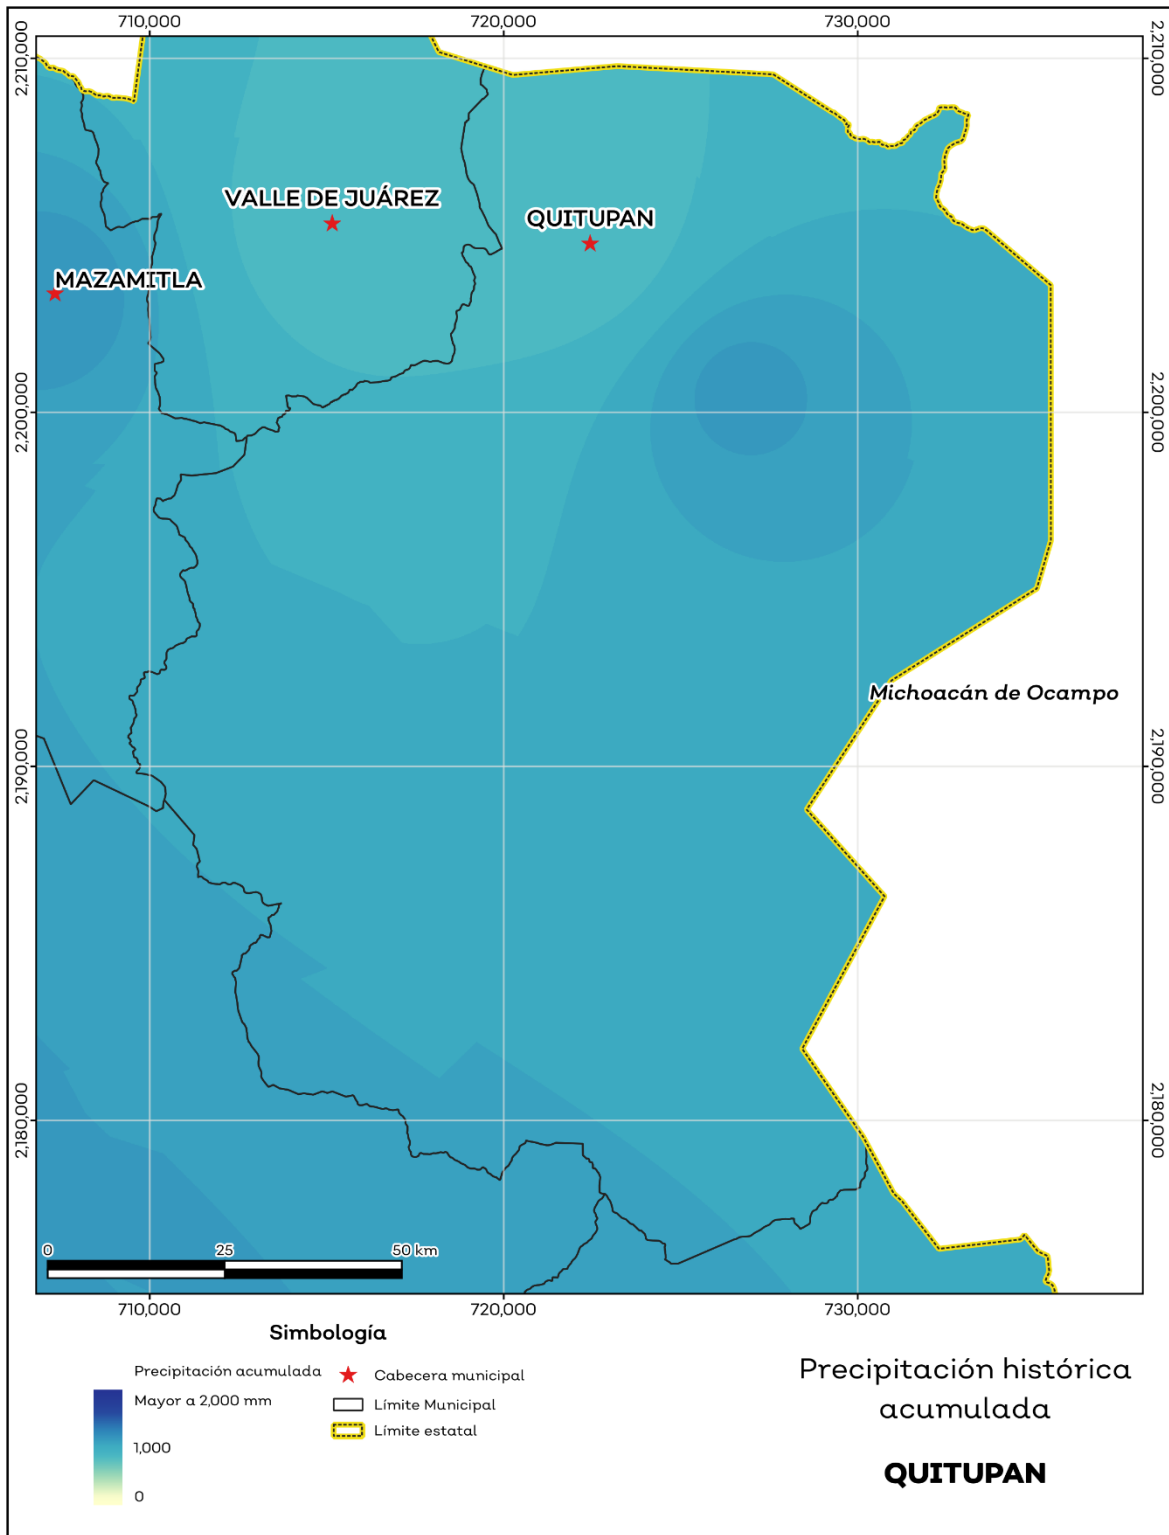 710,000
720,000
730,000
2,210,000
2,210,000
VALLE DE JUÁREZ
QUITUPAN
MAZAMITLA
2,200,000
2,200,000
Michoacán de Ocampo
2,190,000
2,190,000
2,180,000
2,180,000
0
25
50 km
710,000
720,000
730,000
Simbología
Precipitación acumulada
Mayor a 2,000 mm
1,000
0
Cabecera municipal
Límite Municipal
Límite estatal
Precipitación histórica
acumulada
QUITUPAN